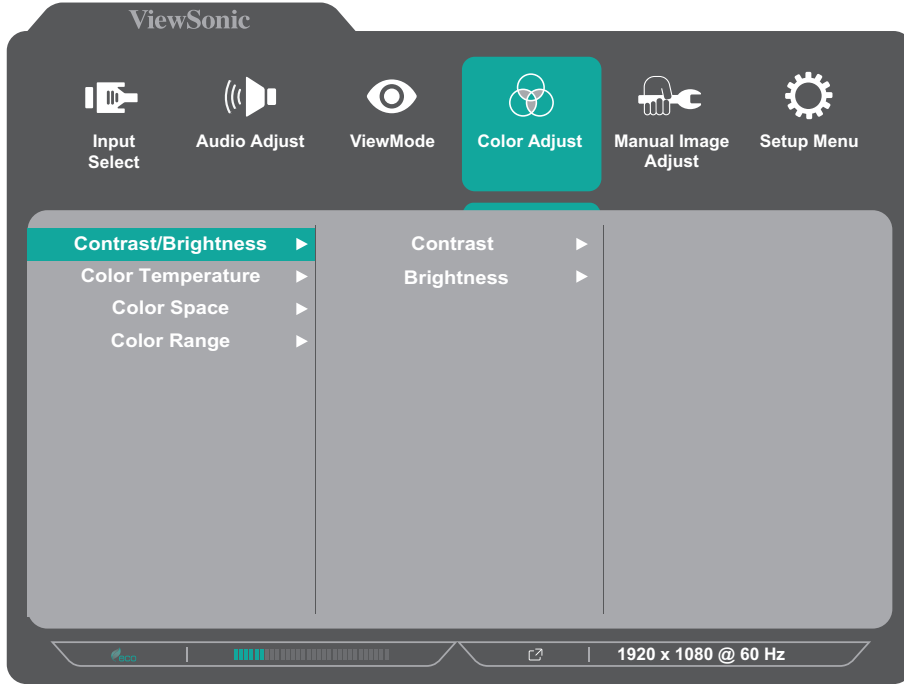 ViewSonic
Input
Select
Audio Adjust
ViewMode
Color Adjust
Manual Image
Adjust
Setup Menu
Contrast/Brightness
Color Temperature
Color Space
Color Range
Contrast
Brightness
eco
1920 x 1080 @ 60 Hz